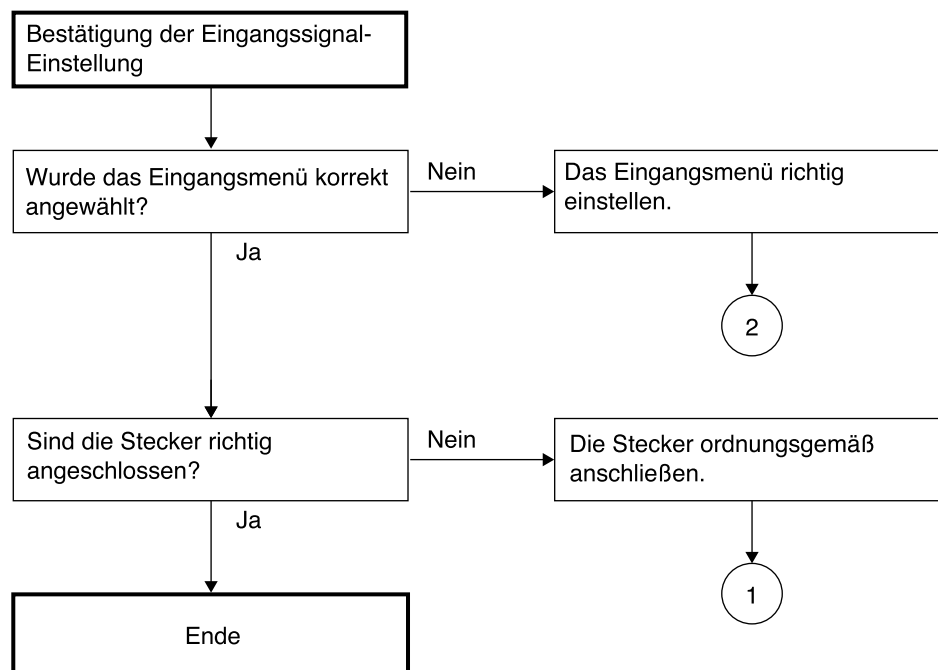 Bestätigung der Eingangssignal-
Einstellung
Wurde das Eingangsmenü korrekt
angewählt?
Nein
Das Eingangsmenü richtig
einstellen.
Ja
2
Sind die Stecker richtig
angeschlossen?
Nein
Die Stecker ordnungsgemäß
anschließen.
Ja
1
Ende